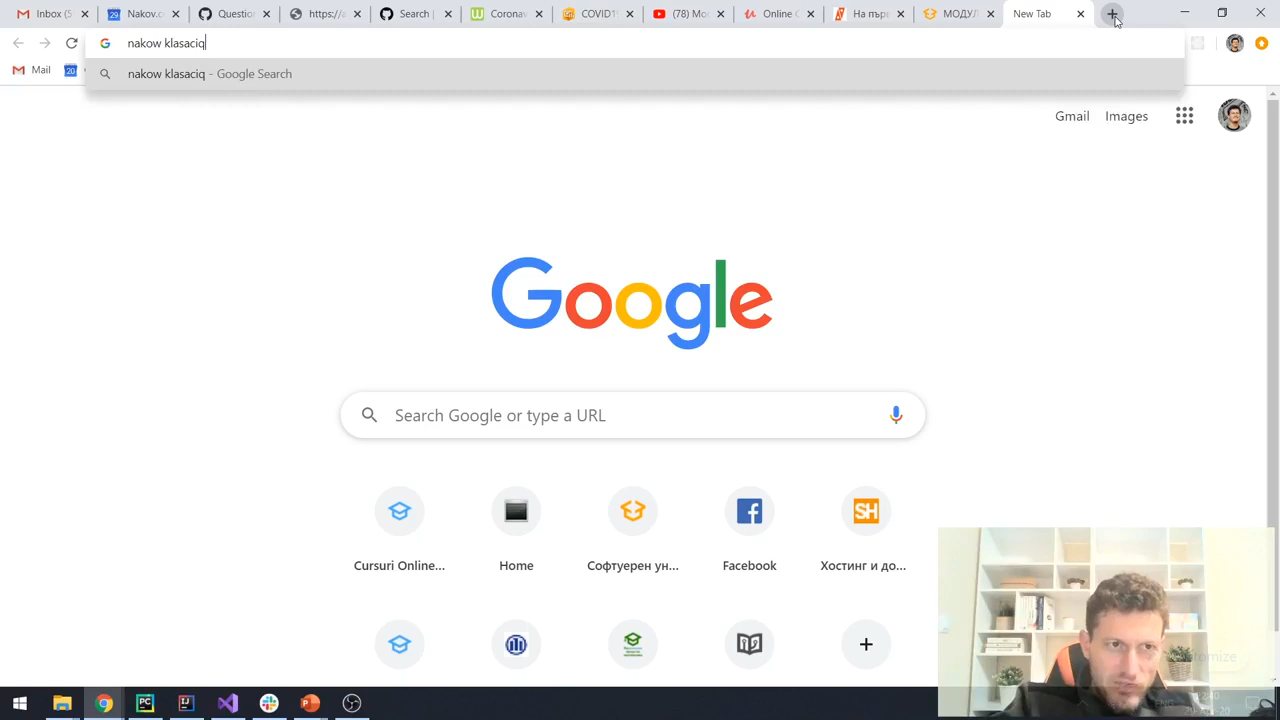 Inbox (5
Nakov.c
Question
https://a
Search
Coronav
COVID1
(78) Mo
Online C
На първ
МОДУЛ
New Tab
nakow klasaciq
Mail
nakow klasaciq - Google Search
Gmail
Images
Google
Search Google or type a URL
Cursuri Online...
Home
Софтуерен ун...
Facebook
Хостинг и до...